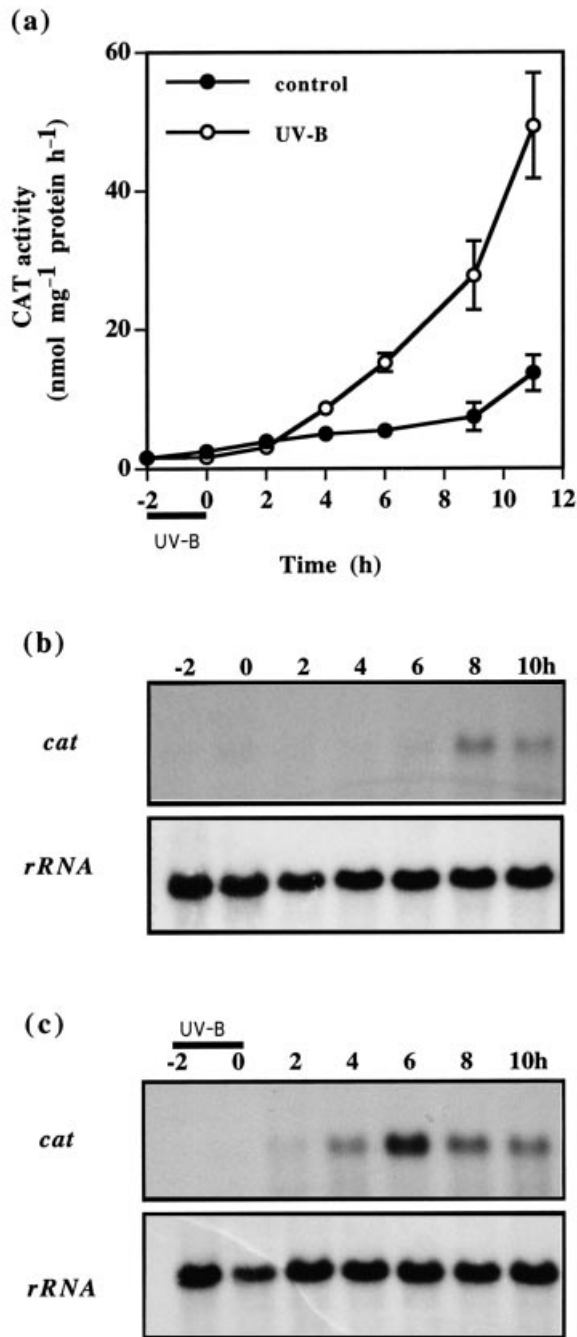 (a)
60
control
UV-B
40
CAT activity
(nmol mg⁻¹ protein h⁻¹)
20
0
-2 0 2 4 6 8 10 12
UV-B
Time (h)
(b)
-2 0 2 4 6 8 10h
cat
rRNA
(c)
UV-B
-2 0 2 4 6 8 10h
cat
rRNA